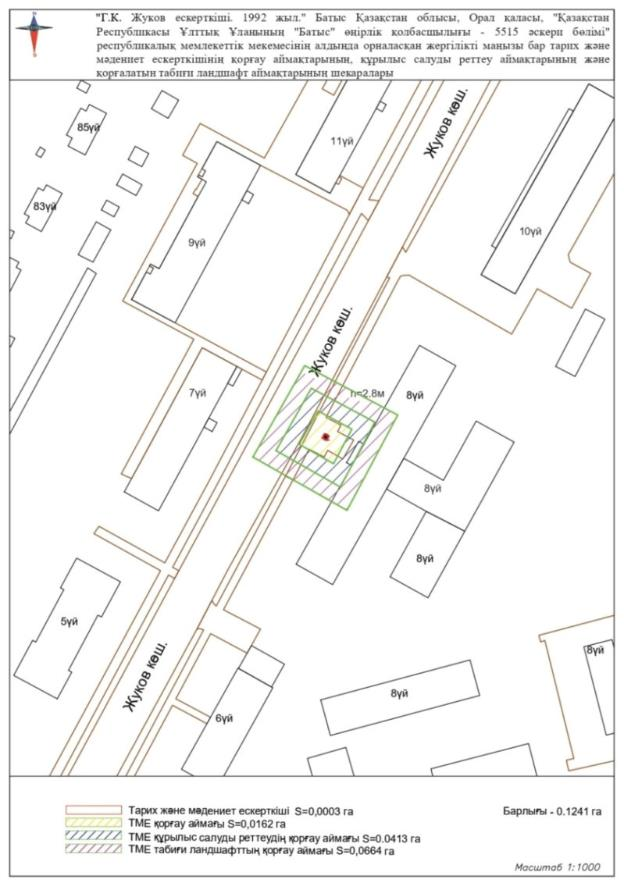 "Г.К. Жуков ескерткіші. 1992 жыл." Батыс Қазақстан облысы, Орал қаласы, "Қазақстан
Республикасы Ұлттық Ұланының "Батыс" өңірлік қолбасшылығы - 5515 әскери бөлімі"
республикалық мемлекеттік мекемесінің алдында орналасқан жергілікті маңызы бар тарих және
мәдениет ескерткішінің қорғау аймақтарының, құрылыс салуды реттеу аймақтарының және
қорғалатын табиғи ландшафт аймақтарының шекаралары
85үй
11үй
Жуков көш.
83үй
9үй
10үй
Жуков көш.
7үй
h=2.8м
8үй
8үй
8үй
5үй
8үй
Жуков көш.
8үй
6үй
Тарих және мәдениет ескерткіші S=0,0003 га
Барлығы - 0.1241 га
ТМЕ қорғау аймағы S=0,0162 га
ТМЕ құрылыс салуды реттеудің қорғау аймағы S=0.0413 га
ТМЕ табиғи ландшафттың қорғау аймағы S=0,0664 га
Масштаб 1:1000